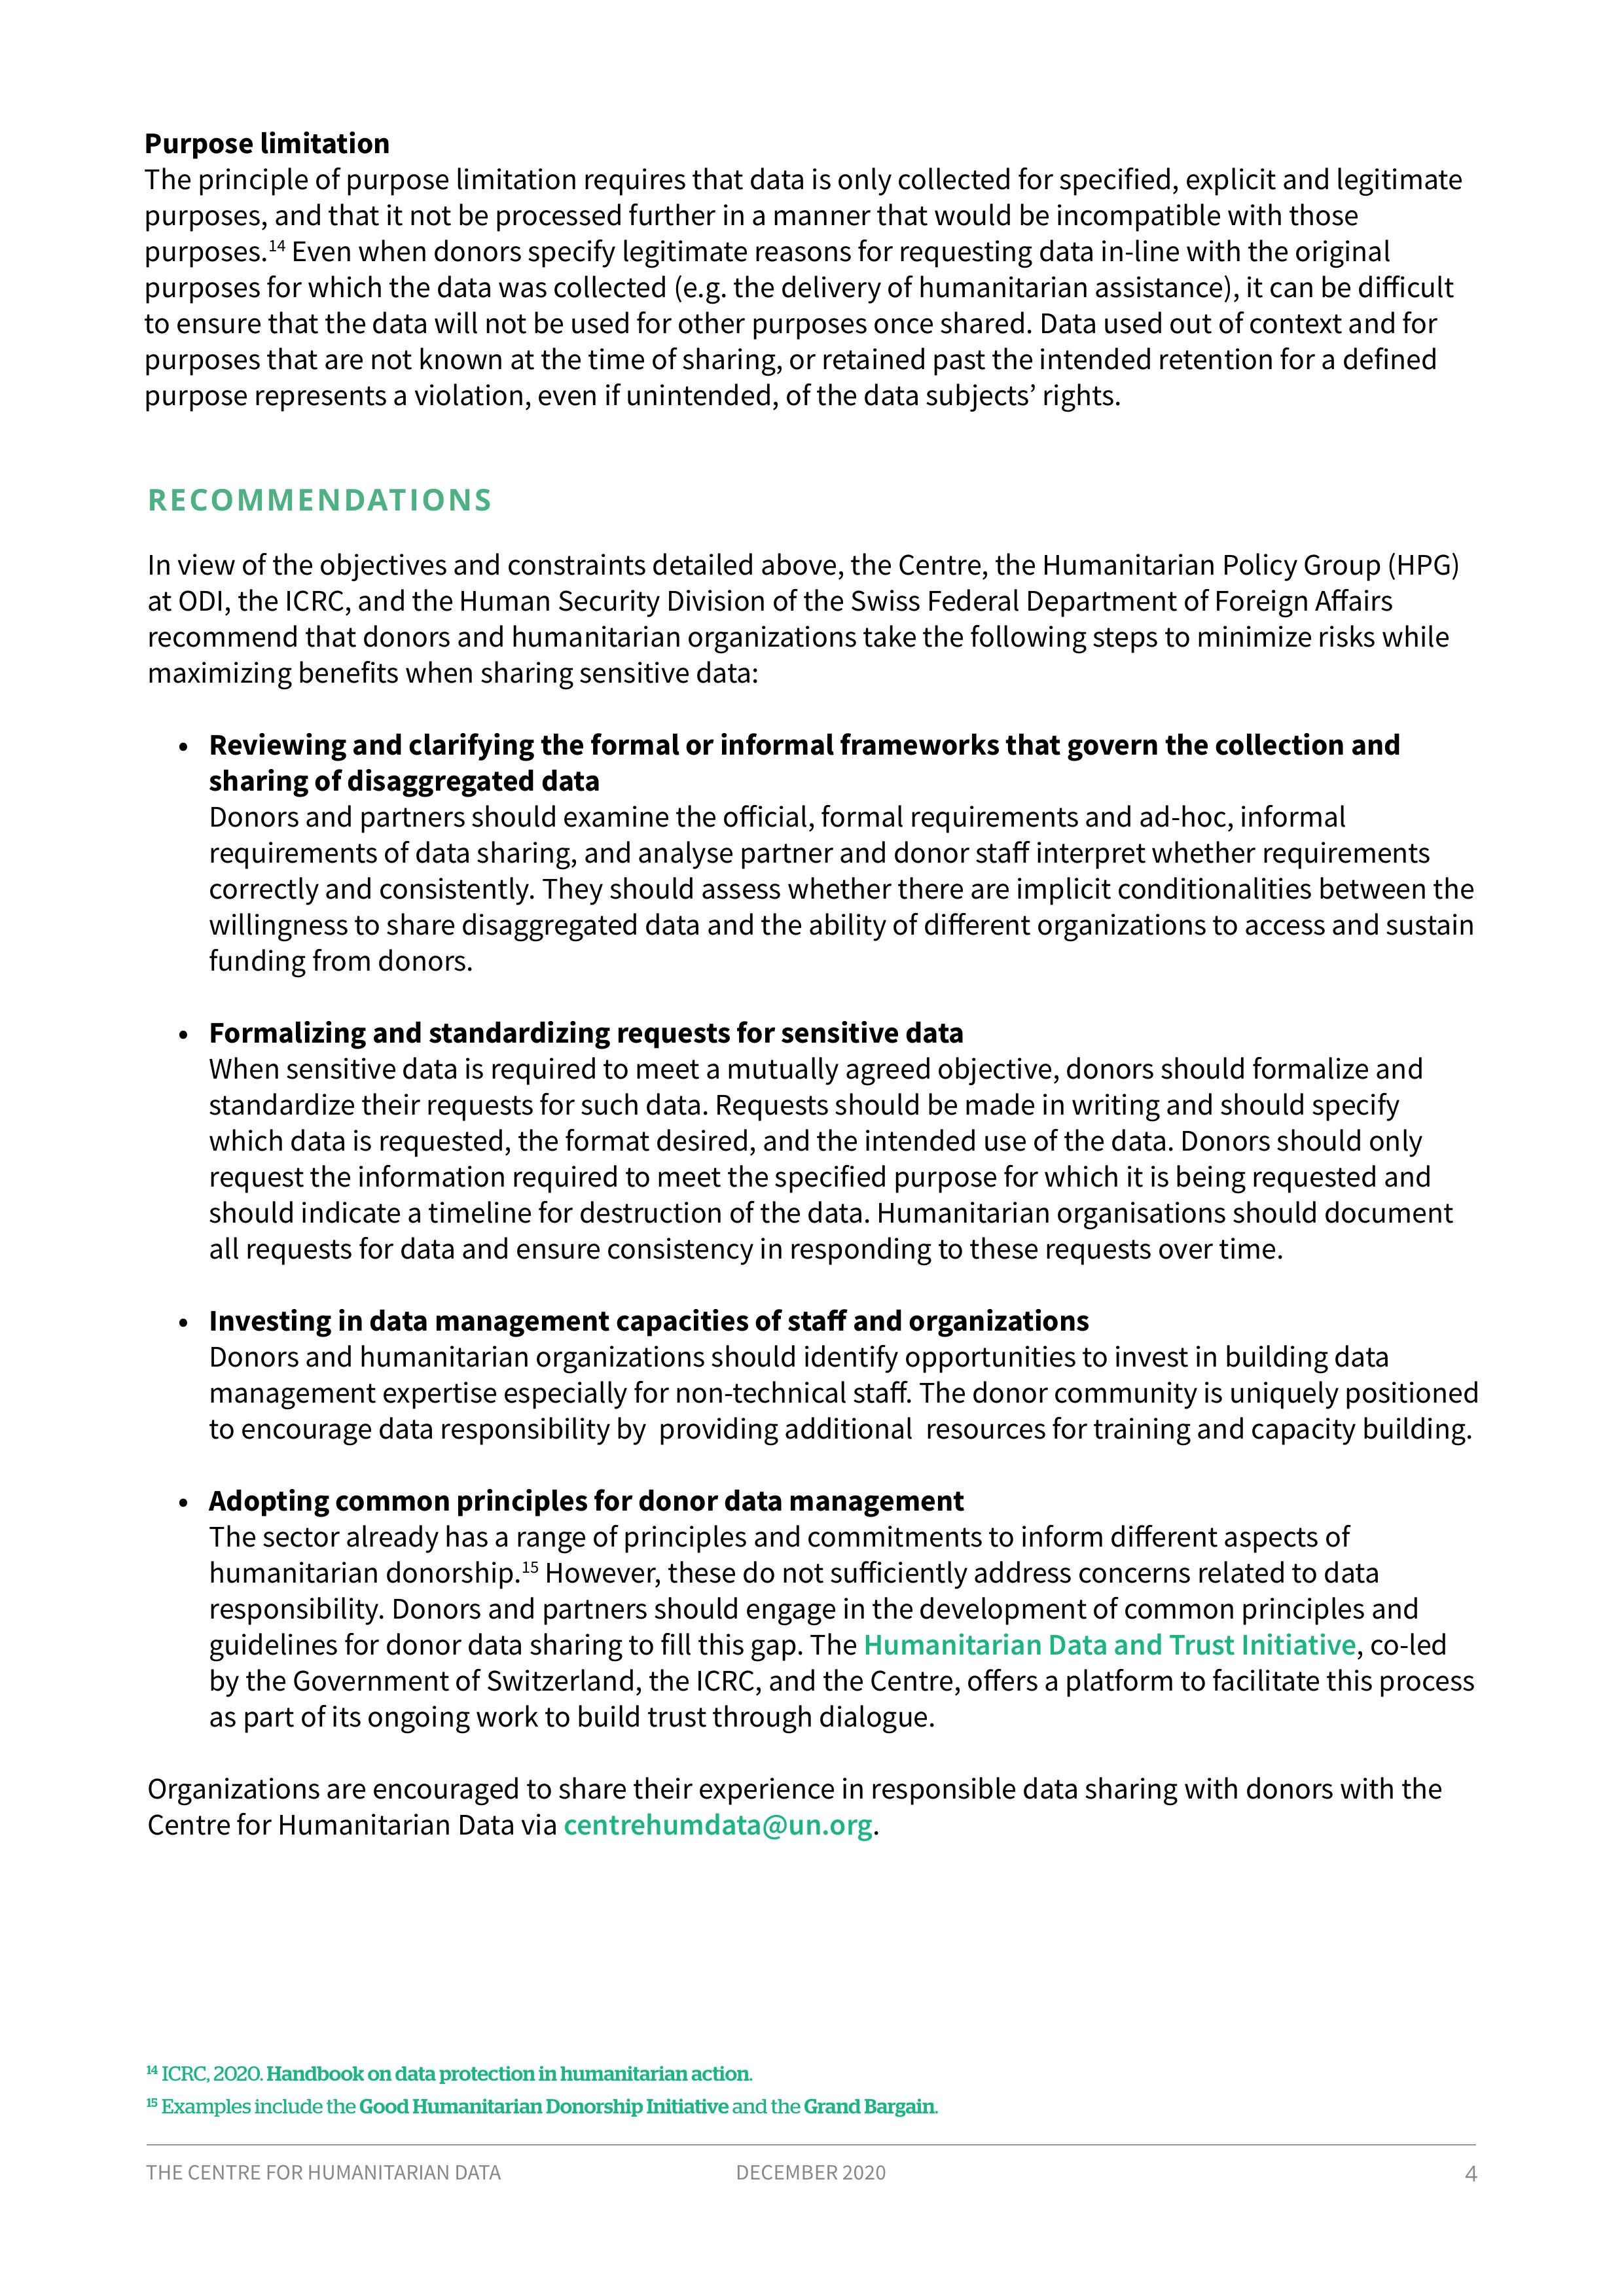 Purpose limitation
The principle of purpose limitation requires that data is only collected for specified, explicit and legitimate
purposes, and that it not be processed further in a manner that would be incompatible with those
purposes.¹⁴ Even when donors specify legitimate reasons for requesting data in-line with the original
purposes for which the data was collected (e.g. the delivery of humanitarian assistance), it can be difficult
to ensure that the data will not be used for other purposes once shared. Data used out of context and for
purposes that are not known at the time of sharing, or retained past the intended retention for a defined
purpose represents a violation, even if unintended, of the data subjects’ rights.
RECOMMENDATIONS
In view of the objectives and constraints detailed above, the Centre, the Humanitarian Policy Group (HPG)
at ODI, the ICRC, and the Human Security Division of the Swiss Federal Department of Foreign Affairs
recommend that donors and humanitarian organizations take the following steps to minimize risks while
maximizing benefits when sharing sensitive data:
• Reviewing and clarifying the formal or informal frameworks that govern the collection and
sharing of disaggregated data
Donors and partners should examine the official, formal requirements and ad-hoc, informal
requirements of data sharing, and analyse partner and donor staff interpret whether requirements
correctly and consistently. They should assess whether there are implicit conditionalities between the
willingness to share disaggregated data and the ability of different organizations to access and sustain
funding from donors.
• Formalizing and standardizing requests for sensitive data
When sensitive data is required to meet a mutually agreed objective, donors should formalize and
standardize their requests for such data. Requests should be made in writing and should specify
which data is requested, the format desired, and the intended use of the data. Donors should only
request the information required to meet the specified purpose for which it is being requested and
should indicate a timeline for destruction of the data. Humanitarian organisations should document
all requests for data and ensure consistency in responding to these requests over time.
• Investing in data management capacities of staff and organizations
Donors and humanitarian organizations should identify opportunities to invest in building data
management expertise especially for non-technical staff. The donor community is uniquely positioned
to encourage data responsibility by  providing additional  resources for training and capacity building.
• Adopting common principles for donor data management
The sector already has a range of principles and commitments to inform different aspects of
humanitarian donorship.¹⁵ However, these do not sufficiently address concerns related to data
responsibility. Donors and partners should engage in the development of common principles and
guidelines for donor data sharing to fill this gap. The Humanitarian Data and Trust Initiative, co-led
by the Government of Switzerland, the ICRC, and the Centre, offers a platform to facilitate this process
as part of its ongoing work to build trust through dialogue.
Organizations are encouraged to share their experience in responsible data sharing with donors with the
Centre for Humanitarian Data via centrehumdata@un.org.
¹⁴ ICRC, 2020. Handbook on data protection in humanitarian action.
¹⁵ Examples include the Good Humanitarian Donorship Initiative and the Grand Bargain.
THE CENTRE FOR HUMANITARIAN DATA DECEMBER 2020 4